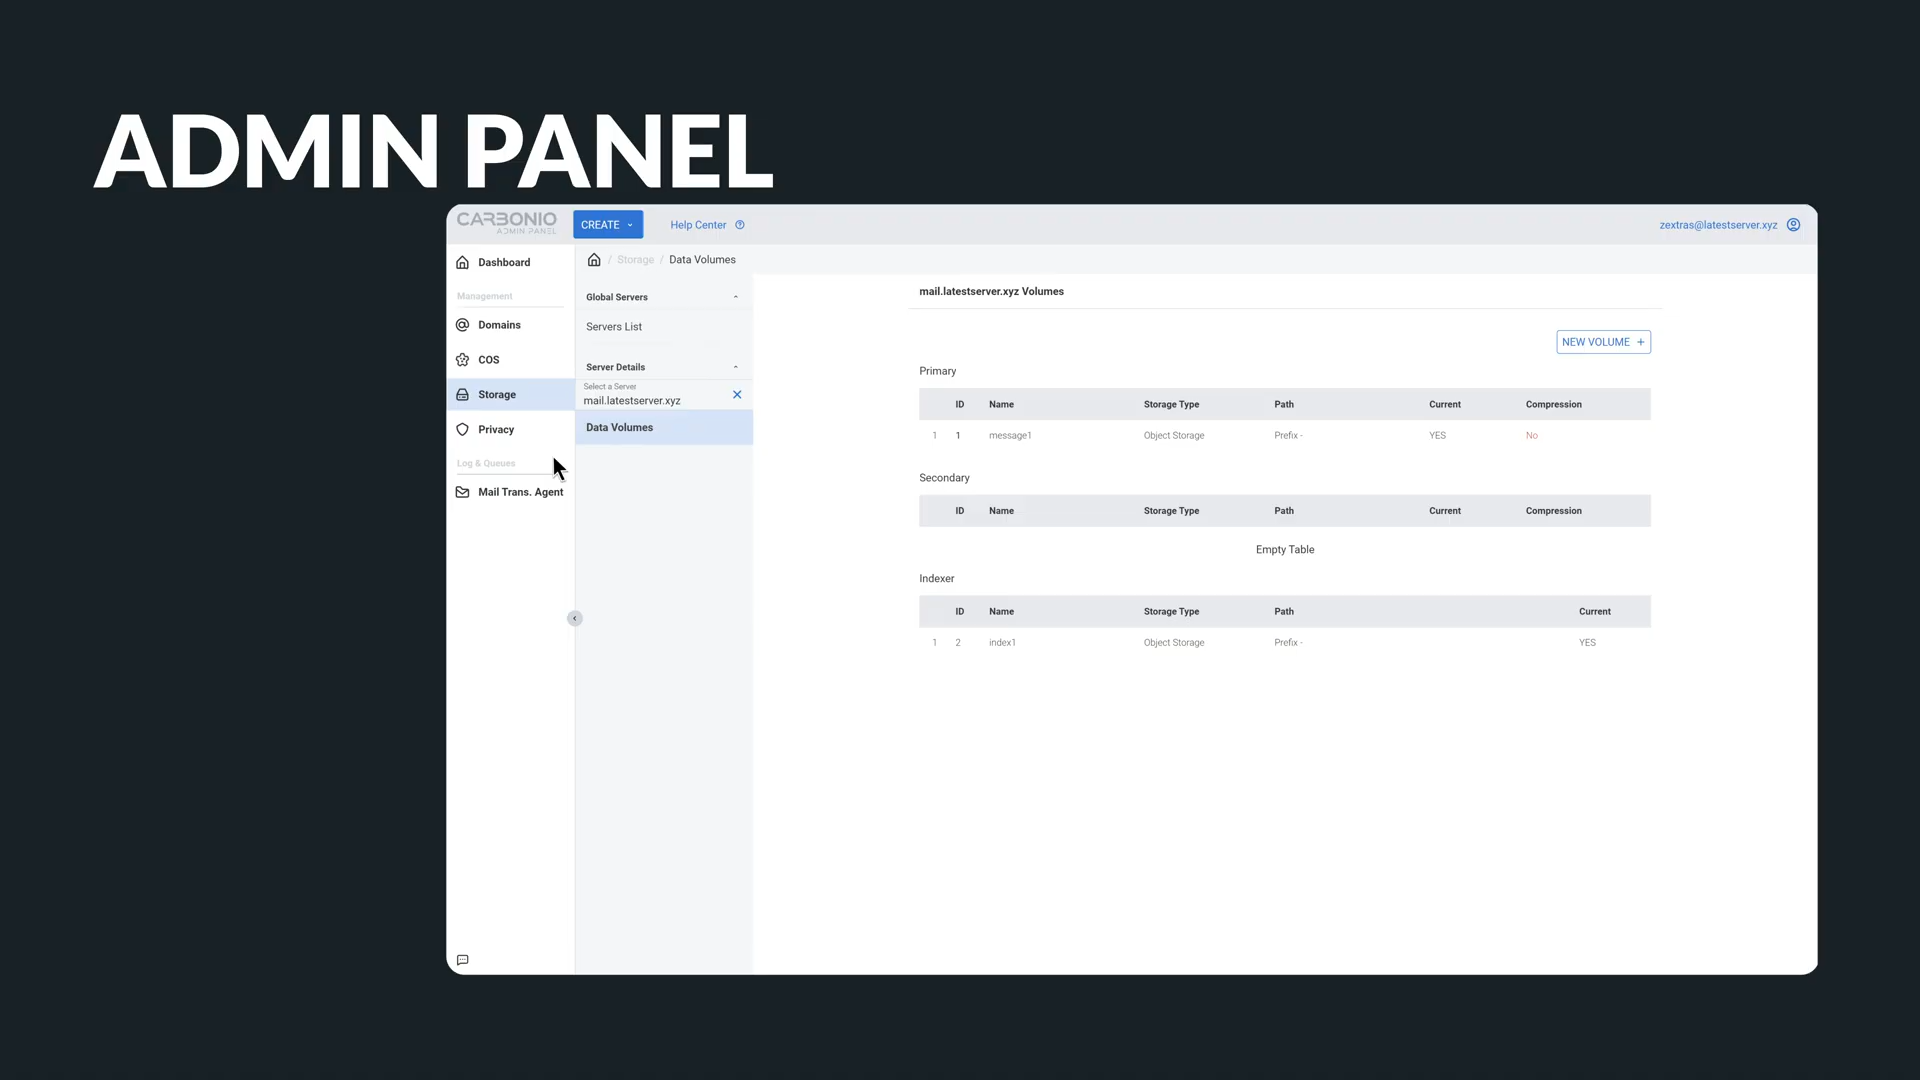 ADMIN PANEL
CARBONIO
ADMIN PANEL
CREATE
Help Center
zextras@latestserver.xyz
Dashboard
Management
Domains
COS
Storage
Privacy
Log & Queues
Mail Trans. Agent
/ Storage / Data Volumes
Global Servers
Servers List
Server Details
Select a Server
mail.latestserver.xyz
Data Volumes
mail.latestserver.xyz Volumes
NEW VOLUME +
Primary
ID Name Storage Type Path Current Compression
1 1 message1 Object Storage Prefix - YES No
Secondary
ID Name Storage Type Path Current Compression
Empty Table
Indexer
ID Name Storage Type Path Current
1 2 index1 Object Storage Prefix - YES